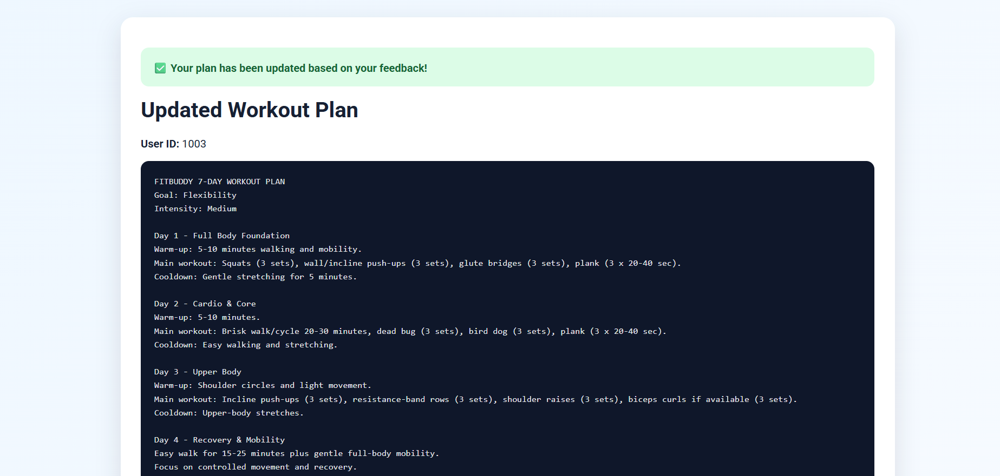 ✅ Your plan has been updated based on your feedback!
Updated Workout Plan
User ID: 1003
FITBUDDY 7-DAY WORKOUT PLAN
Goal: Flexibility
Intensity: Medium
Day 1 - Full Body Foundation
Warm-up: 5-10 minutes walking and mobility.
Main workout: Squats (3 sets), wall/incline push-ups (3 sets), glute bridges (3 sets), plank (3 x 20-40 sec).
Cooldown: Gentle stretching for 5 minutes.
Day 2 - Cardio & Core
Warm-up: 5-10 minutes.
Main workout: Brisk walk/cycle 20-30 minutes, dead bug (3 sets), bird dog (3 sets), plank (3 x 20-40 sec).
Cooldown: Easy walking and stretching.
Day 3 - Upper Body
Warm-up: Shoulder circles and light movement.
Main workout: Incline push-ups (3 sets), resistance-band rows (3 sets), shoulder raises (3 sets), biceps curls if available (3 sets).
Cooldown: Upper-body stretches.
Day 4 - Recovery & Mobility
Easy walk for 15-25 minutes plus gentle full-body mobility.
Focus on controlled movement and recovery.